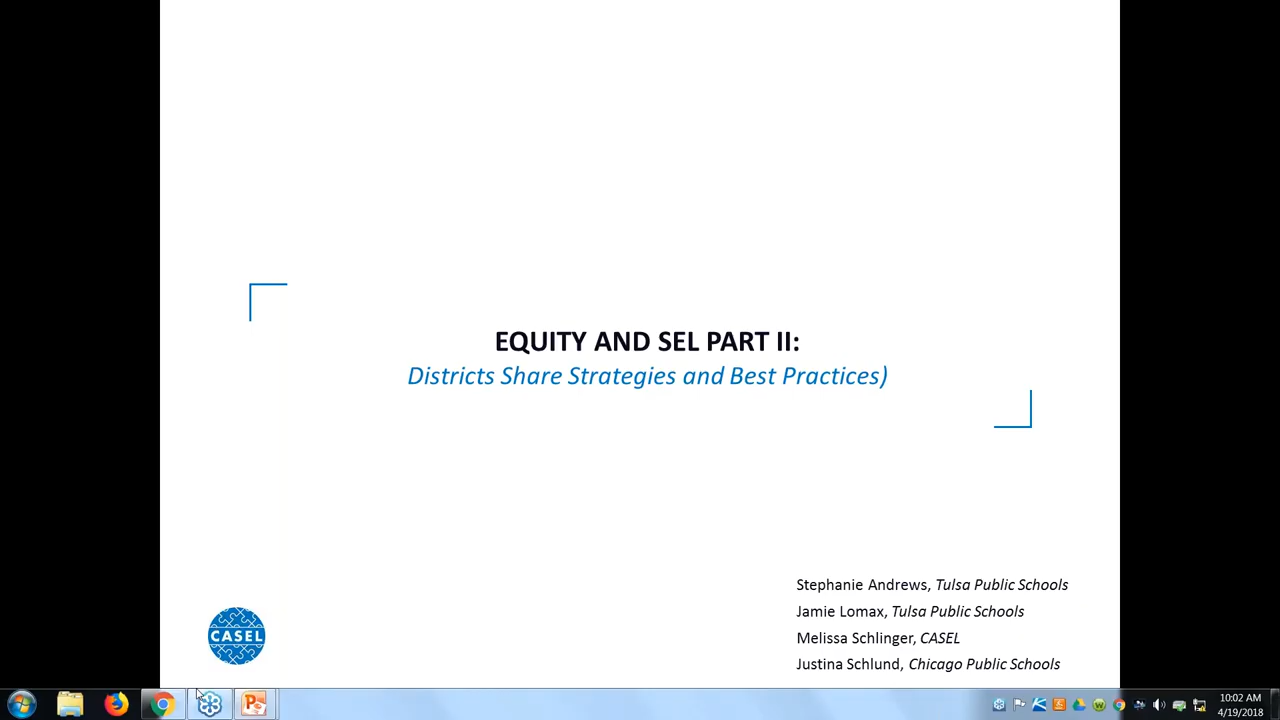 EQUITY AND SEL PART II:
Districts Share Strategies and Best Practices)
Stephanie Andrews, Tulsa Public Schools
Jamie Lomax, Tulsa Public Schools
Melissa Schlinger, CASEL
Justina Schlund, Chicago Public Schools
CASEL
10:02 AM
4/19/2018